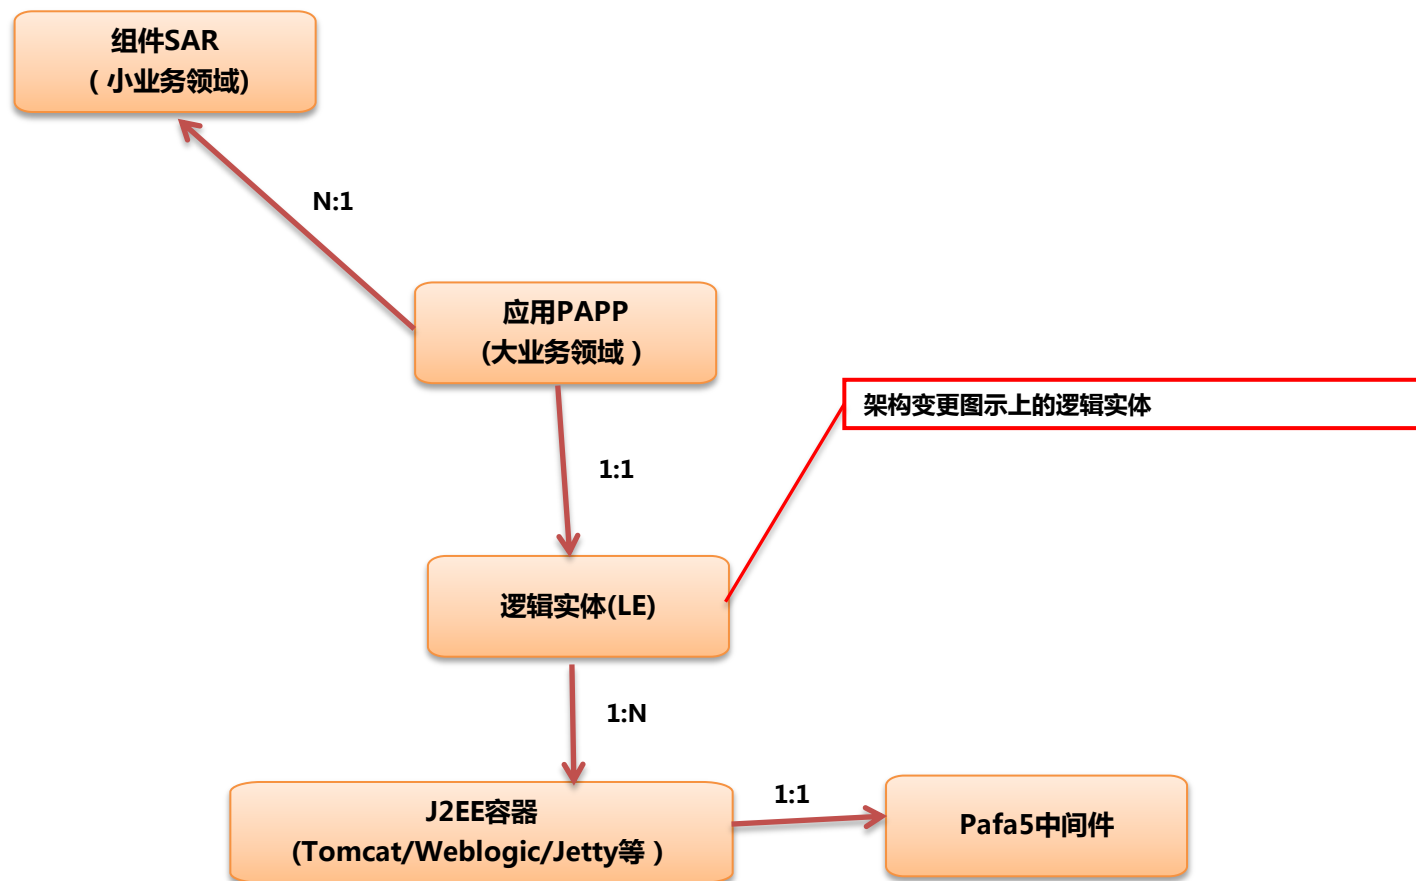 组件SAR
( 小业务领域)
N:1
应用PAPP
(大业务领域 )
架构变更图示上的逻辑实体
1:1
逻辑实体(LE)
1:N
J2EE容器
(Tomcat/Weblogic/Jetty等 )
1:1
Pafa5中间件